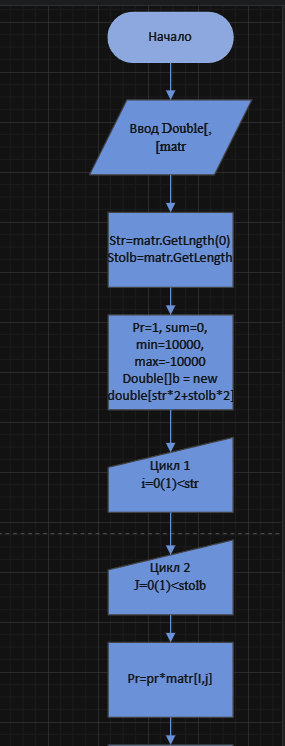 Начало
Ввод Double[,
[matr
Str=matr.GetLngth(0)
Stolb=matr.GetLength
Pr=1, sum=0,
min=10000,
max=-10000
Double[]b = new
double[str*2+stolb*2]
Цикл 1
i=0(1)<str
Цикл 2
J=0(1)<stolb
Pr=pr*matr[I,j]